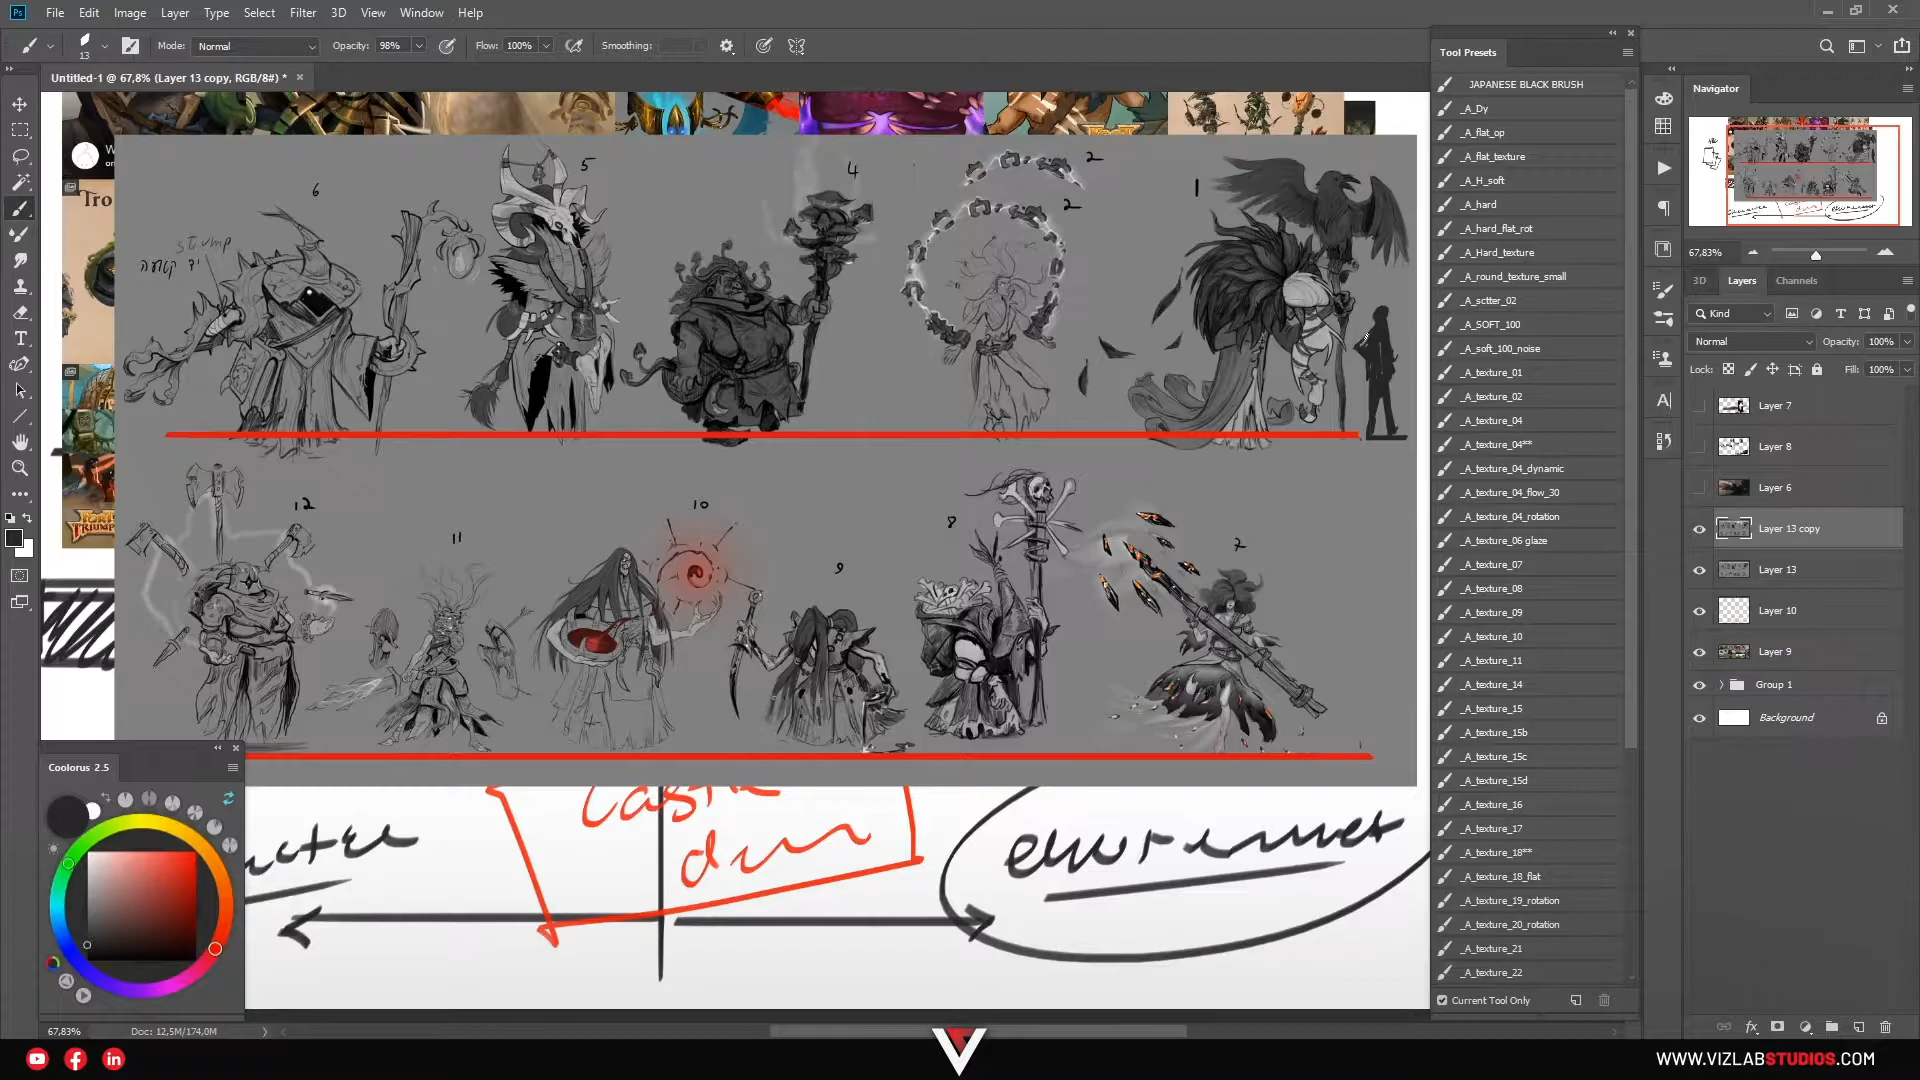 File Edit Image Layer Type Select Filter 3D View Window Help
13 Mode: Normal Opacity: 98% Flow: 100% Smoothing:
Untitled-1 @ 67,8% (Layer 13 copy, RGB/8#) *
Tool Presets
JAPANESE BLACK BRUSH
_A_Dy
_A_flat_op
_A_flat_texture
_A_H_soft
_A_hard
_A_hard_flat_rot
_A_Hard_texture
_A_round_texture_small
_A_sctter_02
_A_SOFT_100
_A_soft_100_noise
_A_texture_01
_A_texture_02
_A_texture_04
_A_texture_04**
_A_texture_04_dynamic
_A_texture_04_flow_30
_A_texture_04_rotation
_A_texture_06 glaze
_A_texture_07
_A_texture_08
_A_texture_09
_A_texture_10
_A_texture_11
_A_texture_14
_A_texture_15
_A_texture_15b
_A_texture_15c
_A_texture_15d
_A_texture_16
_A_texture_17
_A_texture_18**
_A_texture_18_flat
_A_texture_19_rotation
_A_texture_20_rotation
_A_texture_21
_A_texture_22
Current Tool Only
Navigator
67,83%
3D Layers Channels
Kind
Normal Opacity: 100%
Lock: Fill: 100%
Layer 7
Layer 8
Layer 6
Layer 13 copy
Layer 13
Layer 10
Layer 9
Group 1
Background
Tro
6 5 4 2 2 1
stump
12 11 10 9 8 7
Coolorus 2.5
67,83% Doc: 12,5M/174,0M
WWW.VIZLABSTUDIOS.COM